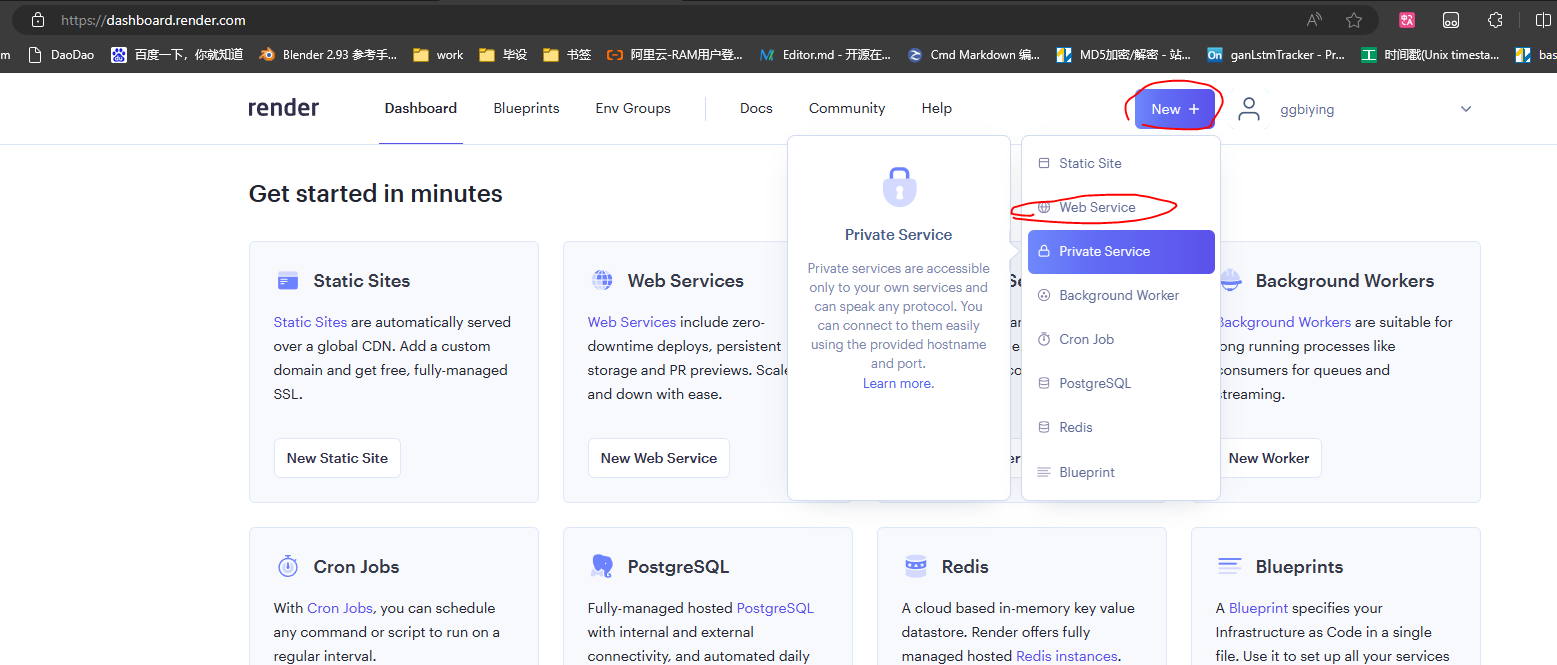 https://dashboard.render.com
m DaoDao 百度一下，你就知道 Blender 2.93 参考手... work 毕设 书签 阿里云-RAM用户登... Editor.md - 开源在... Cmd Markdown 编... MD5加密/解密 - 站... ganLstmTracker - Pr... 时间戳(Unix timesta... bas
render Dashboard Blueprints Env Groups Docs Community Help New + ggbiying
Get started in minutes
Static Site
Web Service
Private Service
Background Worker
Cron Job
PostgreSQL
Redis
Blueprint
Private Service
Private services are accessible
only to your own services and
can speak any protocol. You
can connect to them easily
using the provided hostname
and port.
Learn more.
Static Sites
Static Sites are automatically served
over a global CDN. Add a custom
domain and get free, fully-managed
SSL.
New Static Site
Web Services
Web Services include zero-
downtime deploys, persistent
storage and PR previews. Scale
and down with ease.
New Web Service
Background Workers
Background Workers are suitable for
long running processes like
consumers for queues and
streaming.
New Worker
Cron Jobs
With Cron Jobs, you can schedule
any command or script to run on a
regular interval.
PostgreSQL
Fully-managed hosted PostgreSQL
with internal and external
connectivity, and automated daily
Redis
A cloud based in-memory key value
datastore. Render offers fully
managed hosted Redis instances.
Blueprints
A Blueprint specifies your
Infrastructure as Code in a single
file. Use it to set up all your services